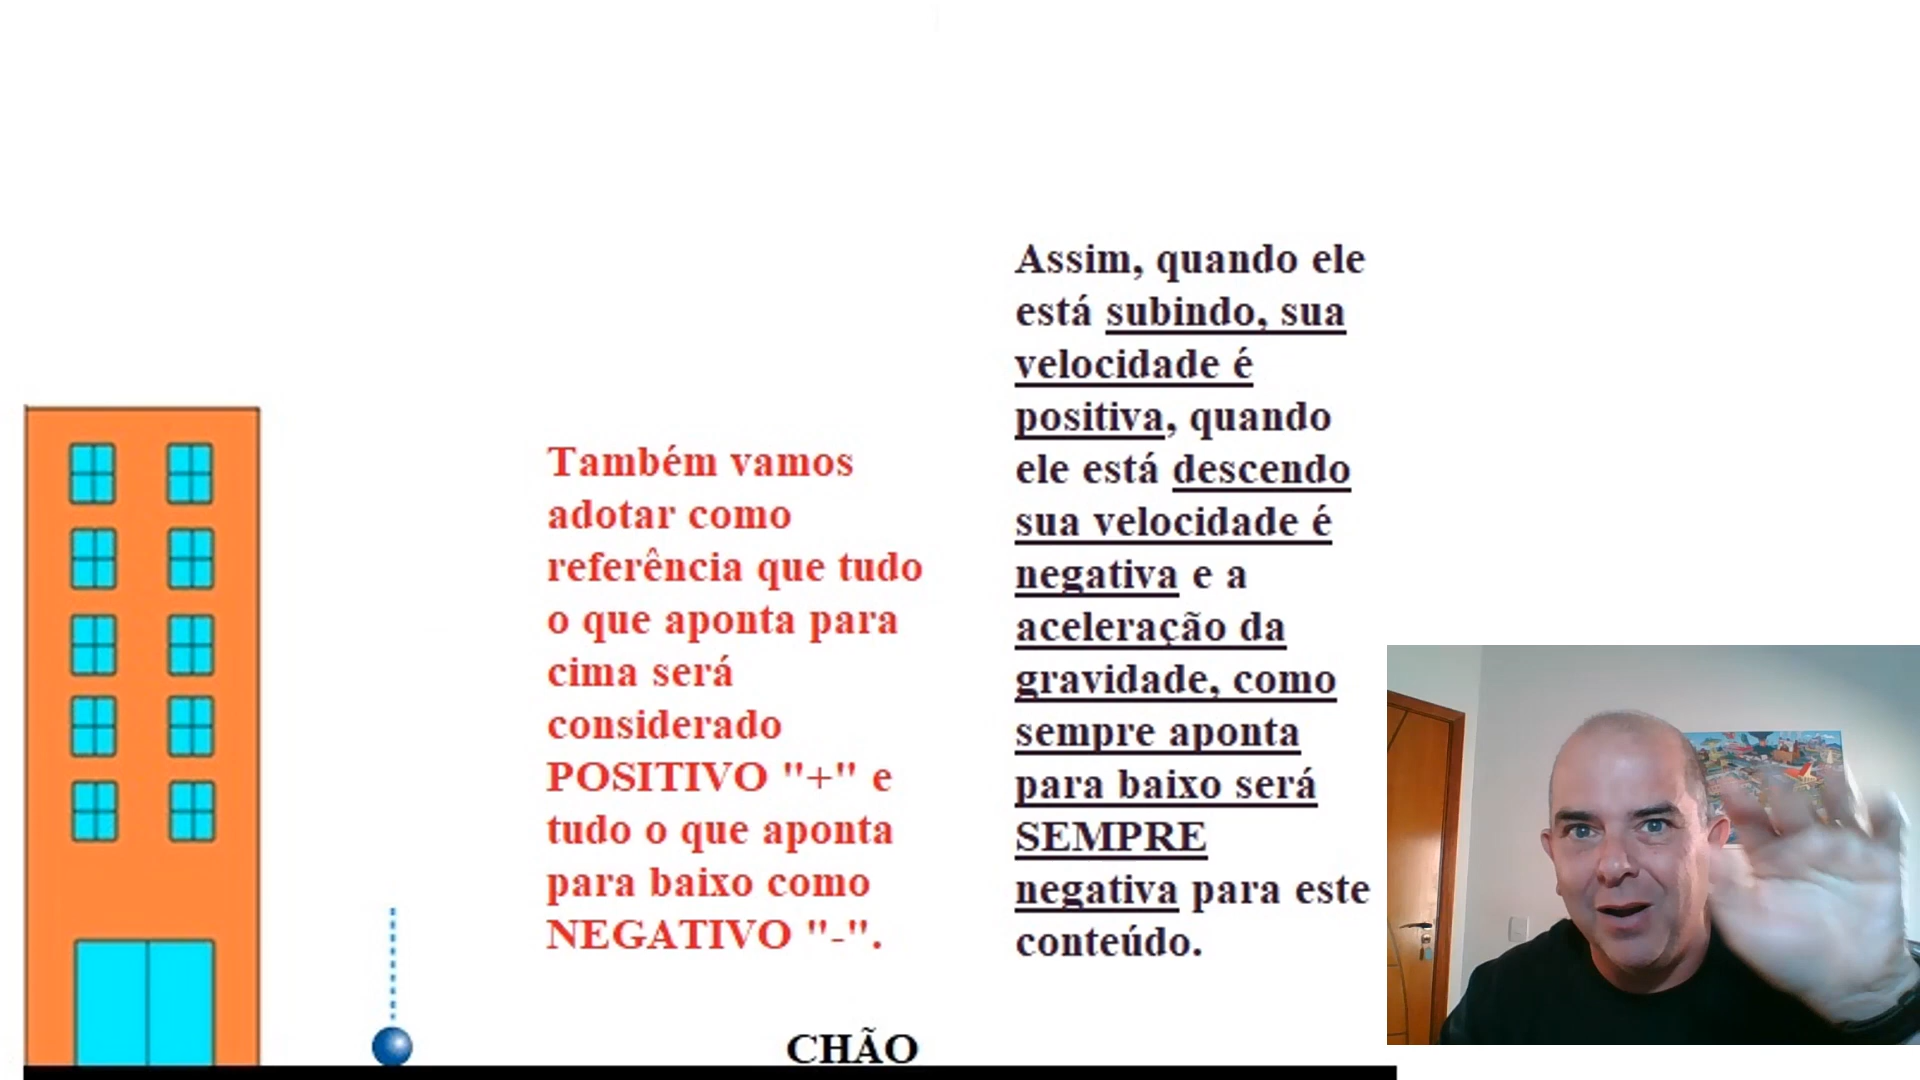 Também vamos
adotar como
referência que tudo
o que aponta para
cima será
considerado
POSITIVO "+" e
tudo o que aponta
para baixo como
NEGATIVO "-".
Assim, quando ele
está subindo, sua
velocidade é
positiva, quando
ele está descendo
sua velocidade é
negativa e a
aceleração da
gravidade, como
sempre aponta
para baixo será
SEMPRE
negativa para este
conteúdo.
CHÃO